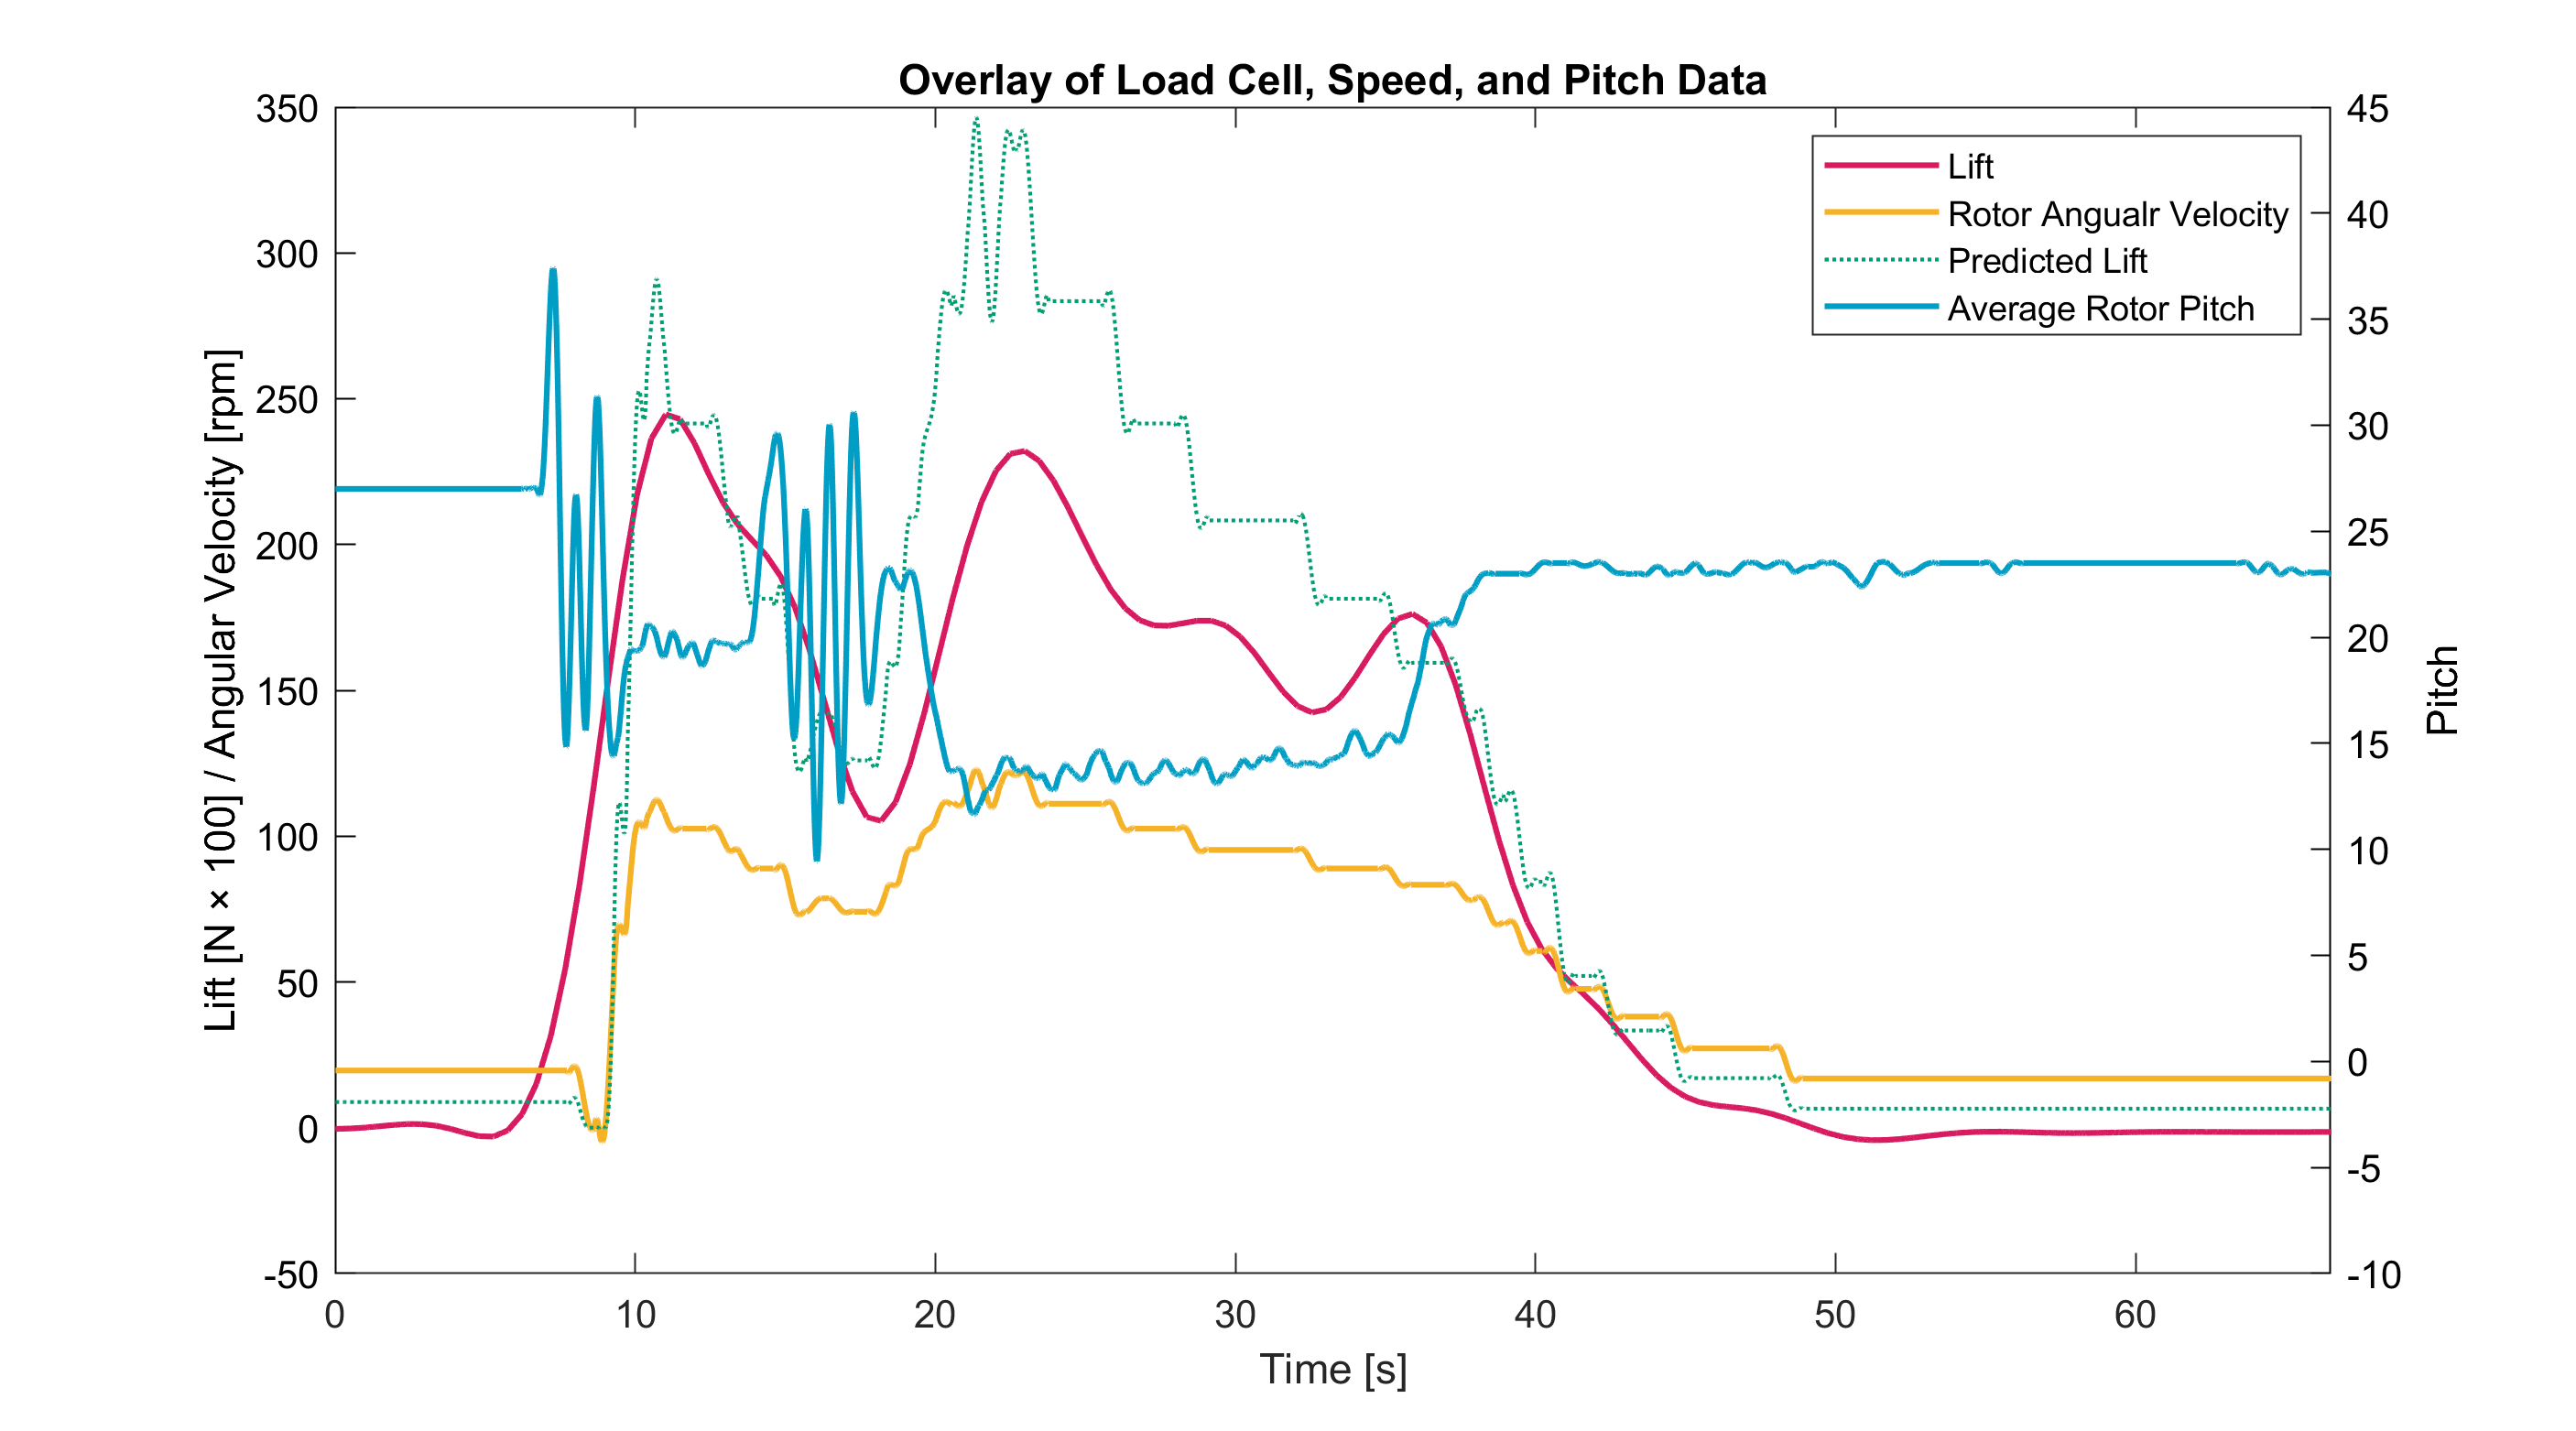 Overlay of Load Cell, Speed, and Pitch Data
Lift
Rotor Angualr Velocity
Predicted Lift
Average Rotor Pitch
350
300
250
200
150
100
50
0
-50
Lift [N × 100] / Angular Velocity [rpm]
45
40
35
30
25
20
15
10
5
0
-5
-10
Pitch
0 10 20 30 40 50 60
Time [s]